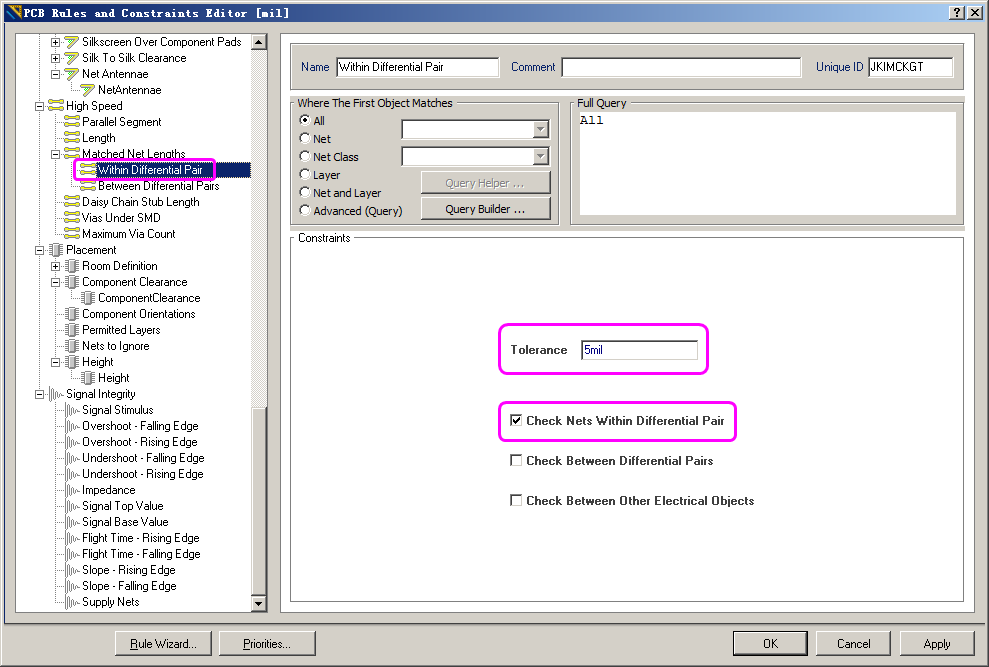 PCB Rules and Constraints Editor [mil]
Silkscreen Over Component Pads
Silk To Silk Clearance
Net Antennae
NetAntennae
High Speed
Parallel Segment
Length
Matched Net Lengths
Within Differential Pair
Between Differential Pairs
Daisy Chain Stub Length
Vias Under SMD
Maximum Via Count
Placement
Room Definition
Component Clearance
ComponentClearance
Component Orientations
Permitted Layers
Nets to Ignore
Height
Height
Signal Integrity
Signal Stimulus
Overshoot - Falling Edge
Overshoot - Rising Edge
Undershoot - Falling Edge
Undershoot - Rising Edge
Impedance
Signal Top Value
Signal Base Value
Flight Time - Rising Edge
Flight Time - Falling Edge
Slope - Rising Edge
Slope - Falling Edge
Supply Nets
Name Within Differential Pair Comment Unique ID JKIMCKGT
Where The First Object Matches
All
Net
Net Class
Layer
Net and Layer
Advanced (Query)
Query Helper ...
Query Builder ...
Full Query
All
Constraints
Tolerance 5mil
Check Nets Within Differential Pair
Check Between Differential Pairs
Check Between Other Electrical Objects
Rule Wizard... Priorities... OK Cancel Apply